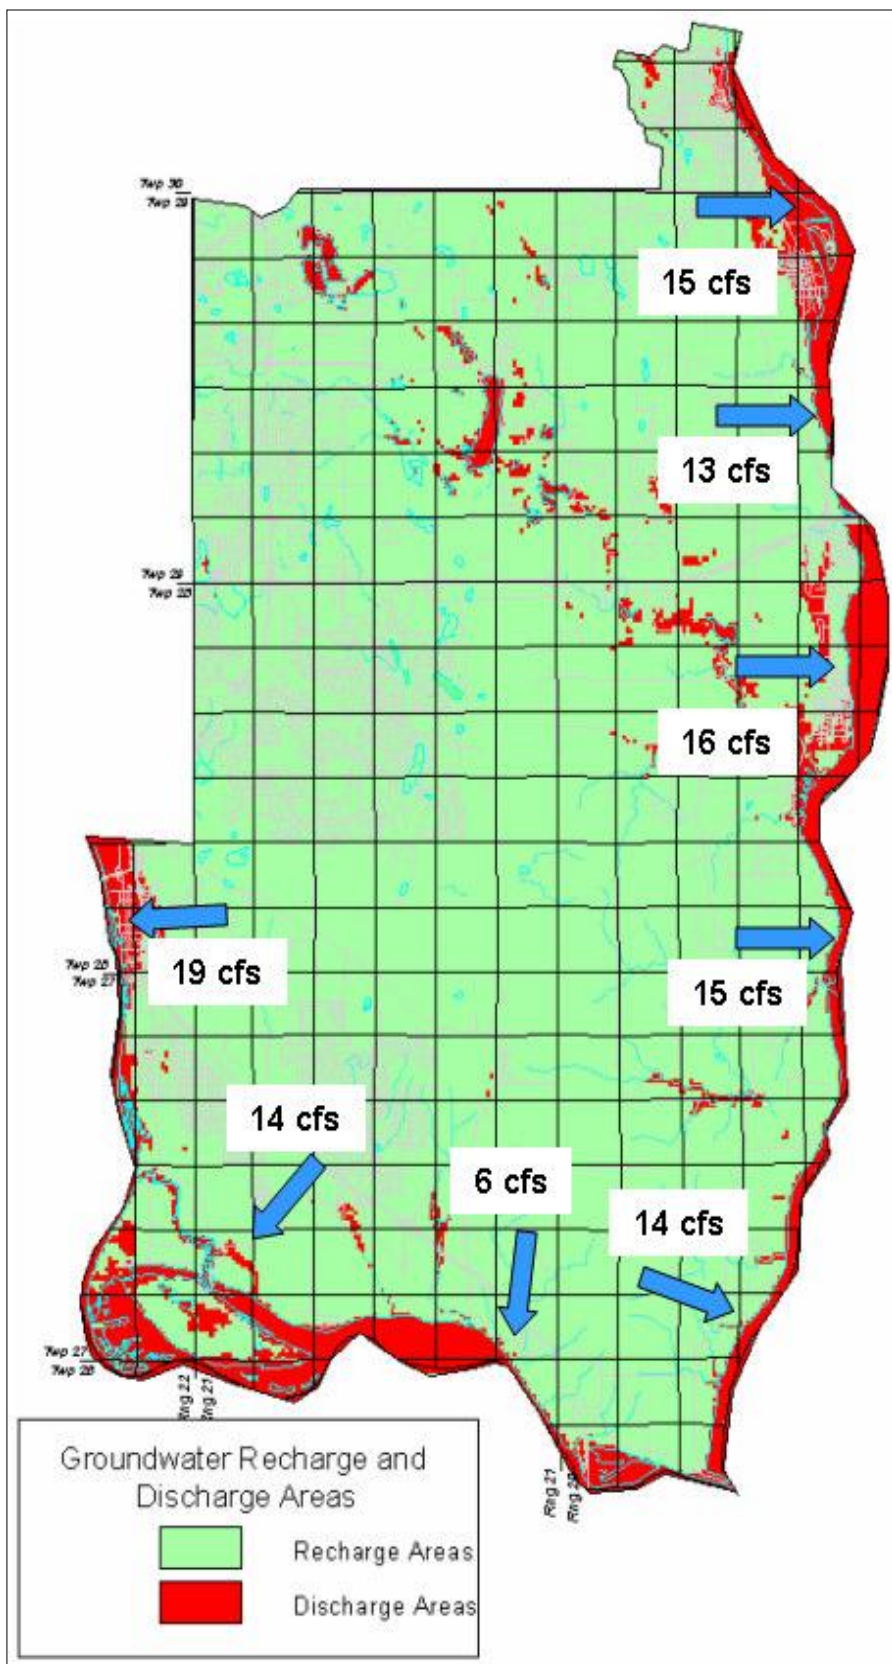 Twp 30
Twp 29
15 cfs
13 cfs
Twp 29
Twp 28
16 cfs
19 cfs
Twp 28
Twp 27
15 cfs
14 cfs
6 cfs
14 cfs
Twp 27
Twp 28
Rng 22
Rng 21
Rng 21
Rng 20
Groundwater Recharge and
Discharge Areas
Recharge Areas
Discharge Areas